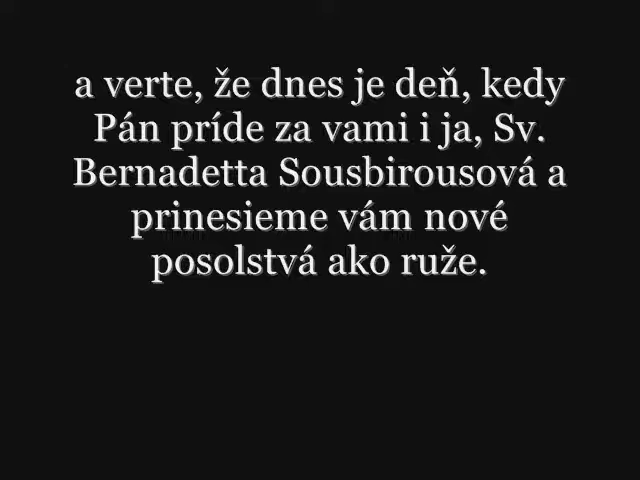 a verte, že dnes je deň, kedy
Pán príde za vami i ja, Sv.
Bernadetta Sousbirousová a
prinesieme vám nové
posolstvá ako ruže.